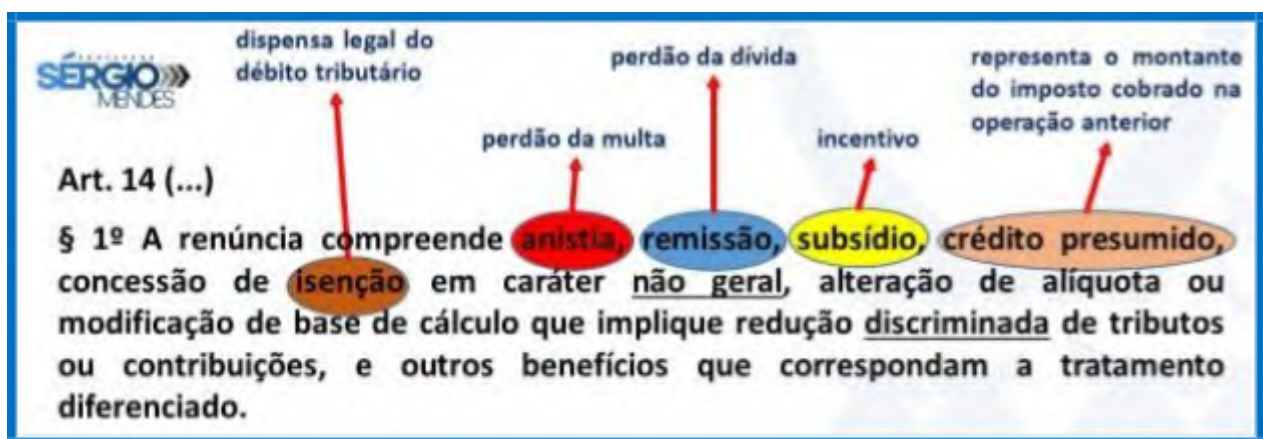 dispensa legal do
débito tributário
perdão da dívida
representa o montante
do imposto cobrado na
operação anterior
SÉRGIO
MENDES
perdão da multa
incentivo
Art. 14 (...)
§ 1º A renúncia compreende anistia, remissão, subsídio, crédito presumido,
concessão de isenção em caráter não geral, alteração de alíquota ou
modificação de base de cálculo que implique redução discriminada de tributos
ou contribuições, e outros benefícios que correspondam a tratamento
diferenciado.